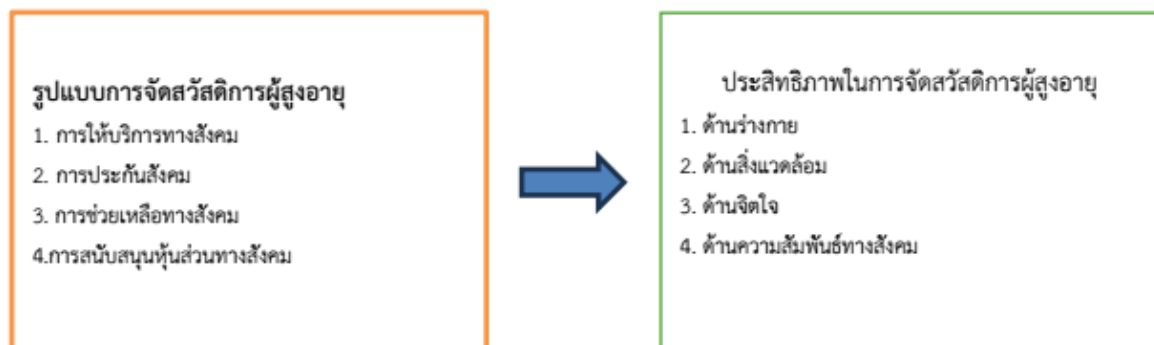 รูปแบบการจัดสวัสดิการผู้สูงอายุ
1. การให้บริการทางสังคม
2. การประกันสังคม
3. การช่วยเหลือทางสังคม
4.การสนับสนุนหุ้นส่วนทางสังคม
ประสิทธิภาพในการจัดสวัสดิการผู้สูงอายุ
1. ด้านร่างกาย
2. ด้านสิ่งแวดล้อม
3. ด้านจิตใจ
4. ด้านความสัมพันธ์ทางสังคม